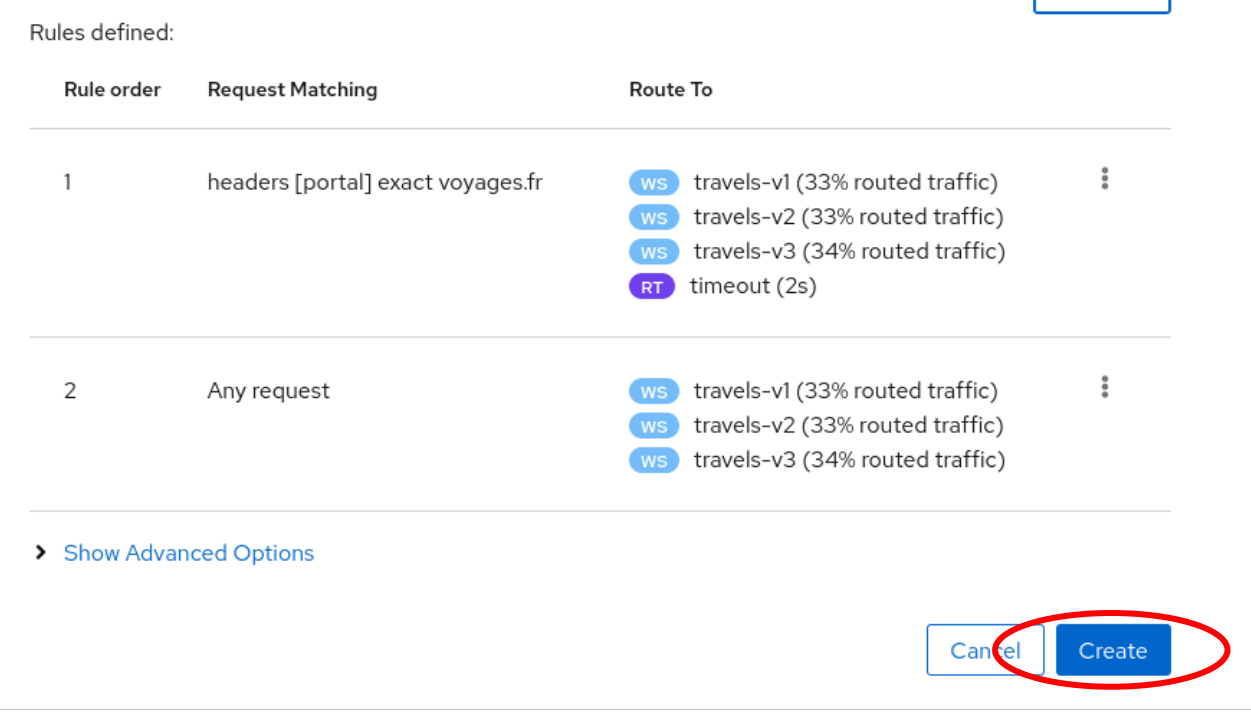 Rules defined:
Rule order Request Matching Route To
1 headers [portal] exact voyages.fr WS travels-v1 (33% routed traffic)
WS travels-v2 (33% routed traffic)
WS travels-v3 (34% routed traffic)
RT timeout (2s)
2 Any request WS travels-v1 (33% routed traffic)
WS travels-v2 (33% routed traffic)
WS travels-v3 (34% routed traffic)
Show Advanced Options
Cancel Create